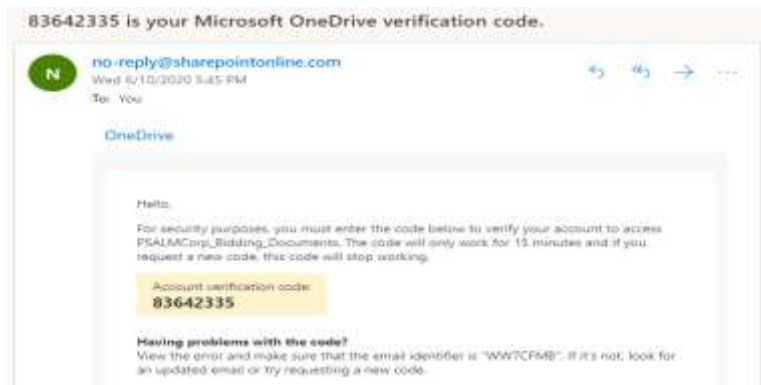 83642335 is your Microsoft OneDrive verification code.
N
no-reply@sharepointonline.com
Wed 6/10/2020 5:45 PM
To: You
OneDrive
Hello,
For security purposes, you must enter the code below to verify your account to access
PSALMCorp_Bidding_Documents. The code will only work for 15 minutes and if you
request a new code, this code will stop working.
Account verification code:
83642335
Having problems with the code?
View the error and make sure that the email identifier is "WW7CFMB". If it's not, look for
an updated email or try requesting a new code.